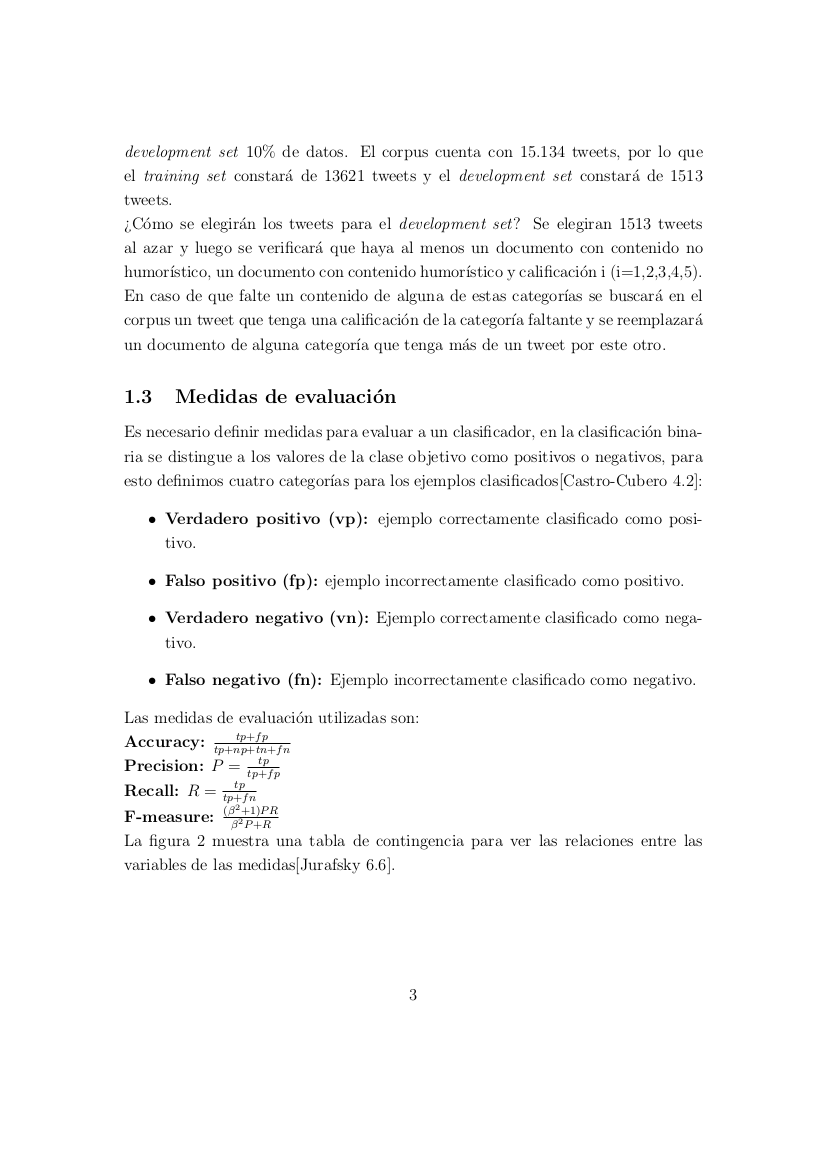 development set 10% de datos. El corpus cuenta con 15.134 tweets, por lo que
el training set constará de 13621 tweets y el development set constará de 1513
tweets.
¿Cómo se elegirán los tweets para el development set? Se elegiran 1513 tweets
al azar y luego se verificará que haya al menos un documento con contenido no
humorístico, un documento con contenido humorístico y calificación i (i=1,2,3,4,5).
En caso de que falte un contenido de alguna de estas categorías se buscará en el
corpus un tweet que tenga una calificación de la categoría faltante y se reemplazará
un documento de alguna categoría que tenga más de un tweet por este otro.
1.3 Medidas de evaluación
Es necesario definir medidas para evaluar a un clasificador, en la clasificación bina-
ria se distingue a los valores de la clase objetivo como positivos o negativos, para
esto definimos cuatro categorías para los ejemplos clasificados[Castro-Cubero 4.2]:
• Verdadero positivo (vp): ejemplo correctamente clasificado como posi-
tivo.
• Falso positivo (fp): ejemplo incorrectamente clasificado como positivo.
• Verdadero negativo (vn): Ejemplo correctamente clasificado como nega-
tivo.
• Falso negativo (fn): Ejemplo incorrectamente clasificado como negativo.
Las medidas de evaluación utilizadas son:
Accuracy: \frac{tp+fp}{tp+np+tn+fn}
Precision: P = \frac{tp}{tp+fp}
Recall: R = \frac{tp}{tp+fn}
F-measure: \frac{(β^2+1)PR}{β^2P+R}
La figura 2 muestra una tabla de contingencia para ver las relaciones entre las
variables de las medidas[Jurafsky 6.6].
3